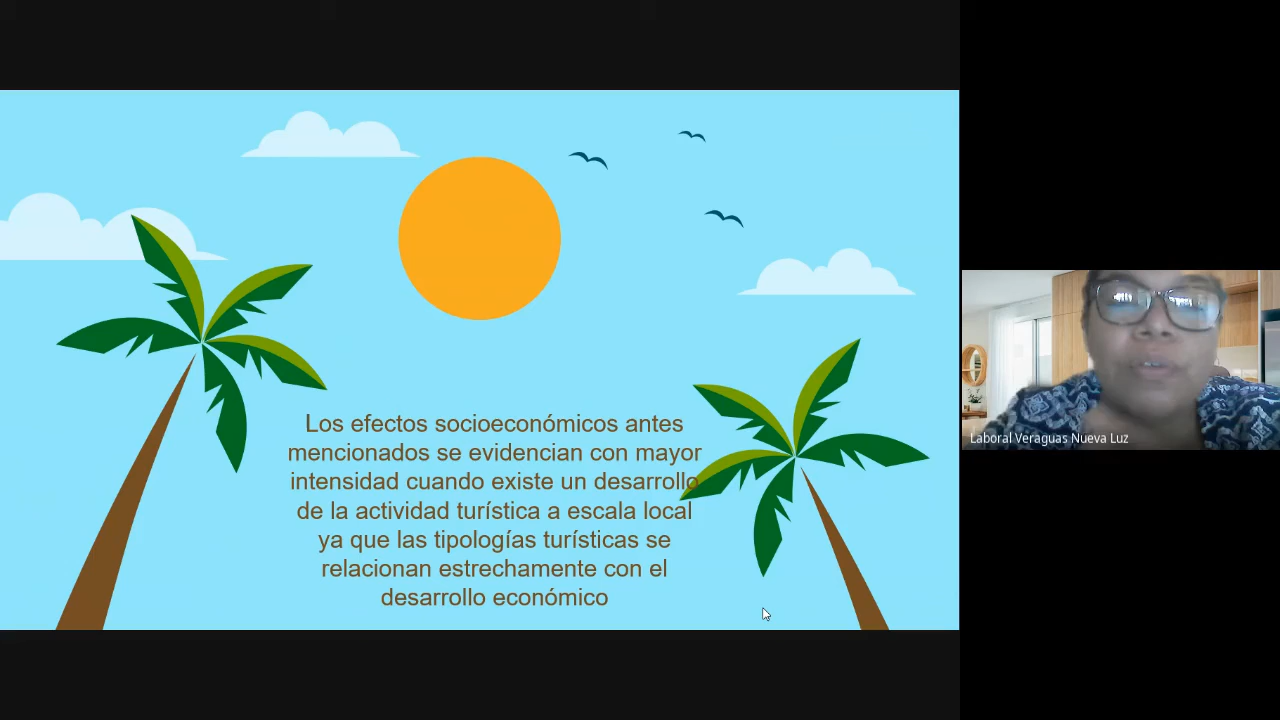 Los efectos socioeconómicos antes
mencionados se evidencian con mayor
intensidad cuando existe un desarrollo
de la actividad turística a escala local
ya que las tipologías turísticas se
relacionan estrechamente con el
desarrollo económico
Laboral Veraguas Nueva Luz